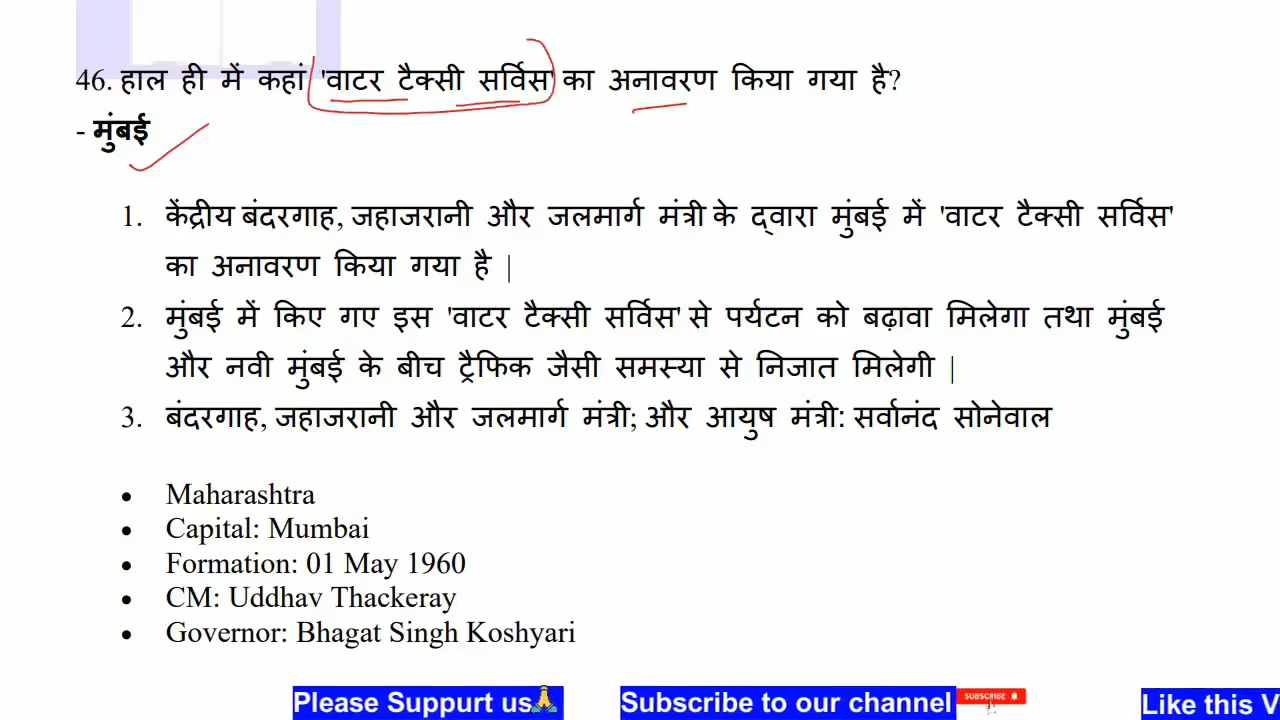 46. हाल ही में कहां 'वाटर टैक्सी सर्विस' का अनावरण किया गया है?
- मुंबई
1. केंद्रीय बंदरगाह, जहाजरानी और जलमार्ग मंत्री के द्वारा मुंबई में 'वाटर टैक्सी सर्विस'
का अनावरण किया गया है |
2. मुंबई में किए गए इस 'वाटर टैक्सी सर्विस' से पर्यटन को बढ़ावा मिलेगा तथा मुंबई
और नवी मुंबई के बीच ट्रैफिक जैसी समस्या से निजात मिलेगी |
3. बंदरगाह, जहाजरानी और जलमार्ग मंत्री; और आयुष मंत्री: सर्वानंद सोनेवाल
• Maharashtra
• Capital: Mumbai
• Formation: 01 May 1960
• CM: Uddhav Thackeray
• Governor: Bhagat Singh Koshyari
Please Suppurt us🙏 Subscribe to our channel SUBSCRIBE Like this V